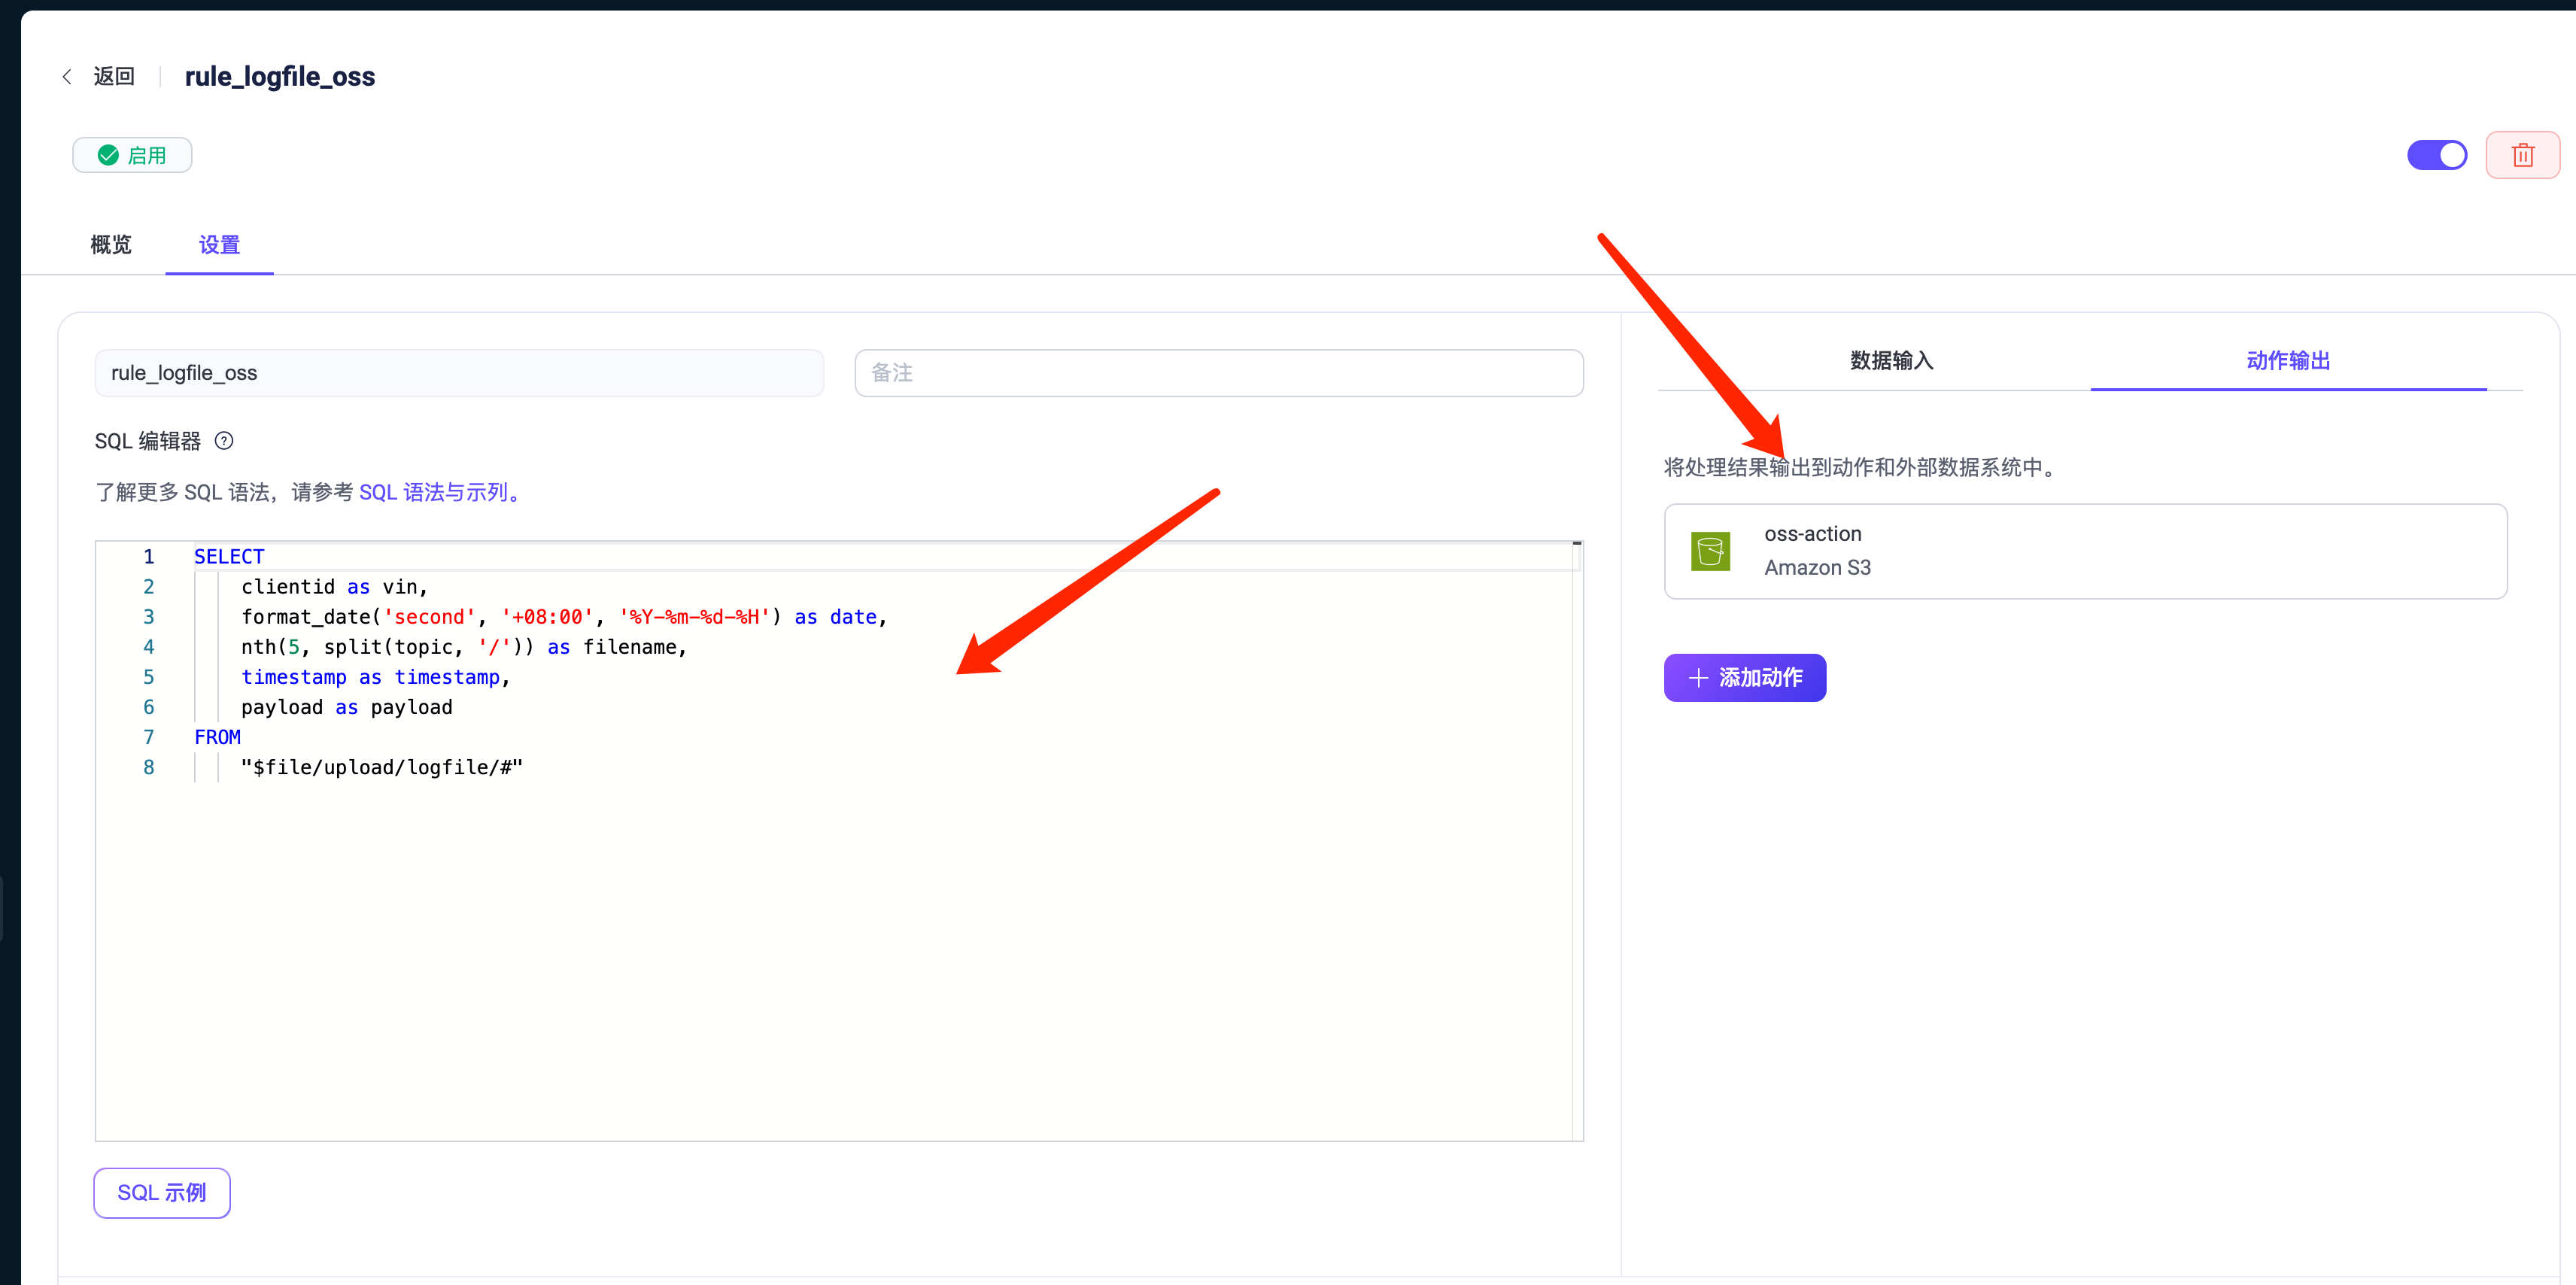 返回
rule_logfile_oss
启用
概览
设置
rule_logfile_oss
备注
SQL 编辑器 ?
了解更多 SQL 语法，请参考 SQL 语法与示列。
1 SELECT
2 clientid as vin,
3 format_date('second', '+08:00', '%Y-%m-%d-%H') as date,
4 nth(5, split(topic, '/')) as filename,
5 timestamp as timestamp,
6 payload as payload
7 FROM
8 "$file/upload/logfile/#"
SQL 示例
数据输入
动作输出
将处理结果输出到动作和外部数据系统中。
oss-action
Amazon S3
添加动作